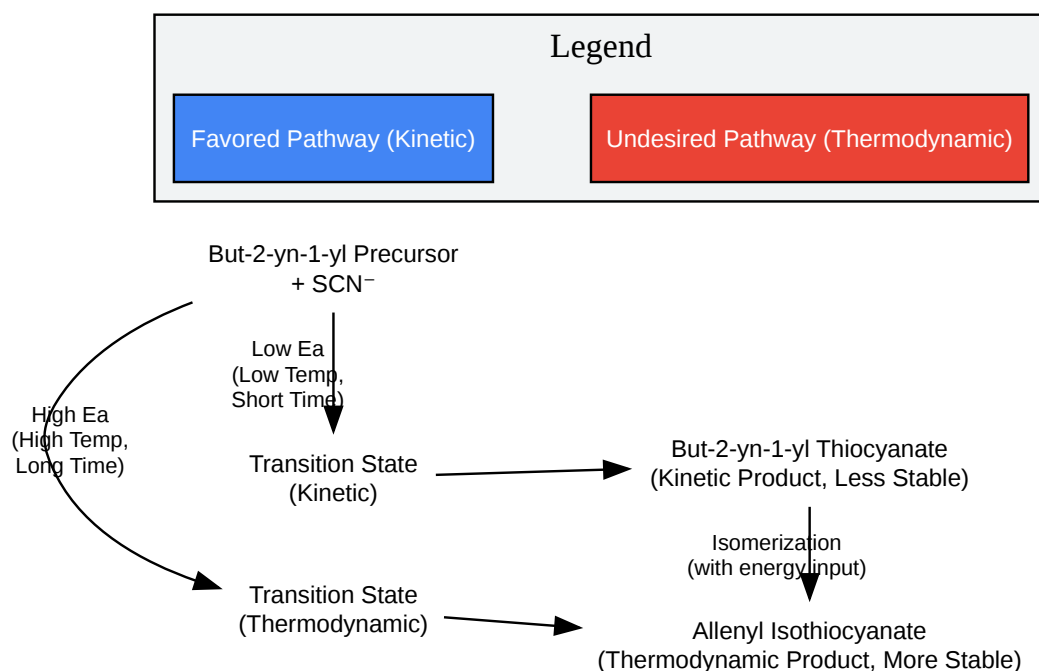 Legend
Favored Pathway (Kinetic)
Undesired Pathway (Thermodynamic)
But-2-yn-1-yl Precursor
+ SCN⁻
Low Ea
(Low Temp,
Short Time)
High Ea
(High Temp,
Long Time)
Transition State
(Kinetic)
But-2-yn-1-yl Thiocyanate
(Kinetic Product, Less Stable)
Isomerization
(with energy input)
Transition State
(Thermodynamic)
Allenyl Isothiocyanate
(Thermodynamic Product, More Stable)